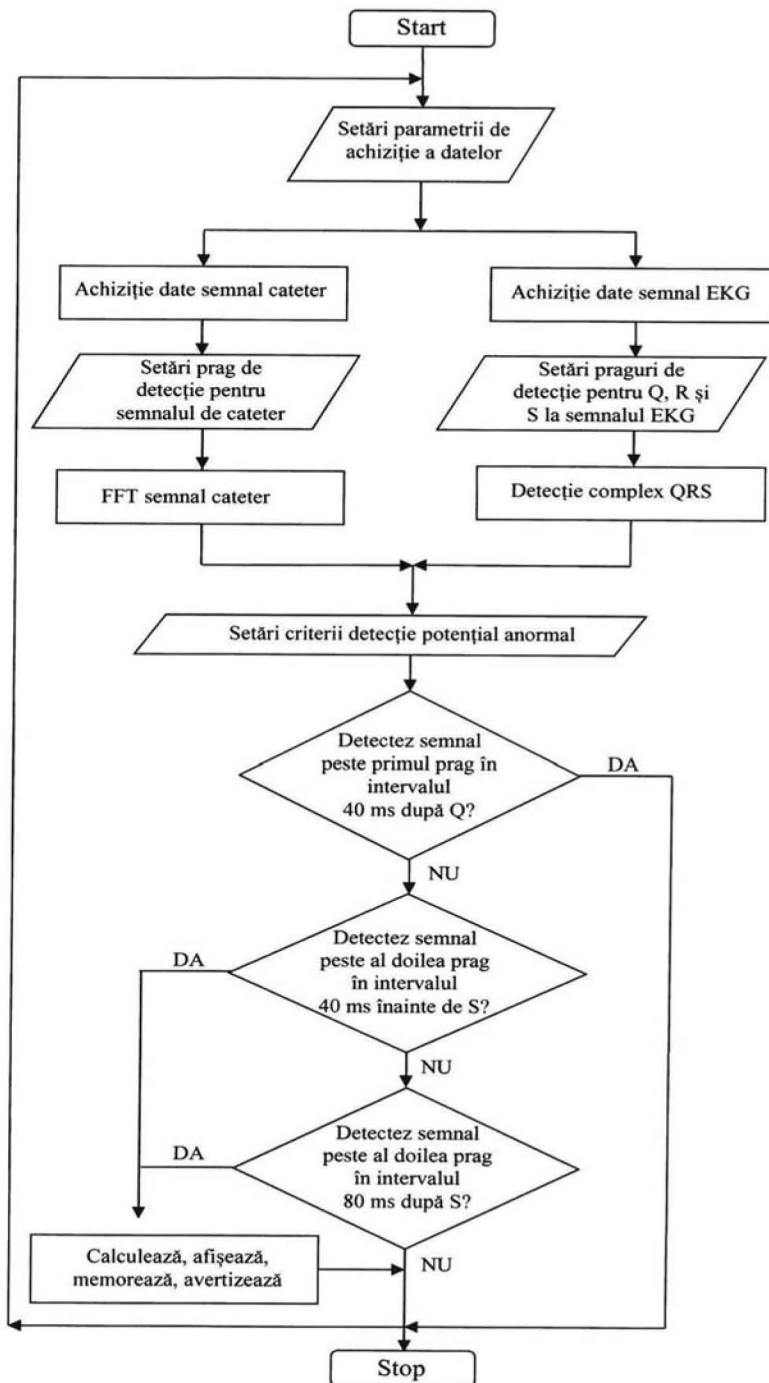 Start
Setări parametrii de
achiziție a datelor
Achiziție date semnal cateter
Achiziție date semnal EKG
Setări prag de
detecție pentru
semnalul de cateter
Setări praguri de
detecție pentru Q, R și
S la semnalul EKG
FFT semnal cateter
Detecție complex QRS
Setări criterii detecție potențial anormal
Detectez semnal
peste primul prag în
intervalul
40 ms după Q?
DA
NU
Detectez semnal
peste al doilea prag
în intervalul
40 ms înainte de S?
DA
NU
Detectez semnal
peste al doilea prag
în intervalul
80 ms după S?
DA
NU
Calculează, afișează,
memorează, avertizează
Stop